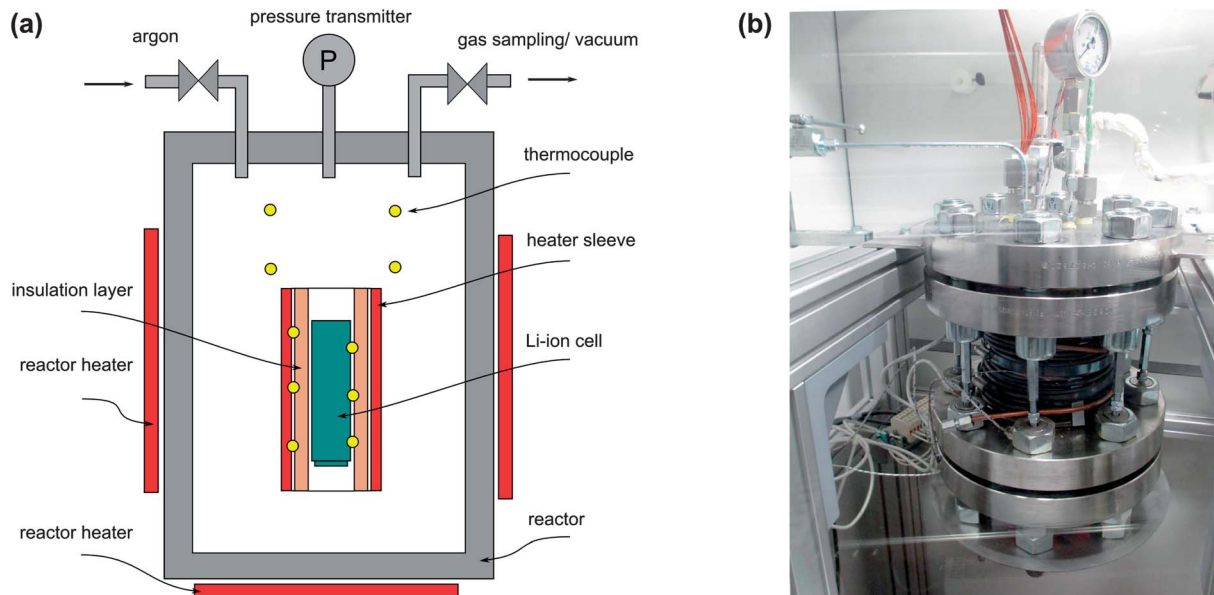 (a)
pressure transmitter
argon
gas sampling/ vacuum
P
thermocouple
heater sleeve
insulation layer
Li-ion cell
reactor heater
reactor
reactor heater
(b)